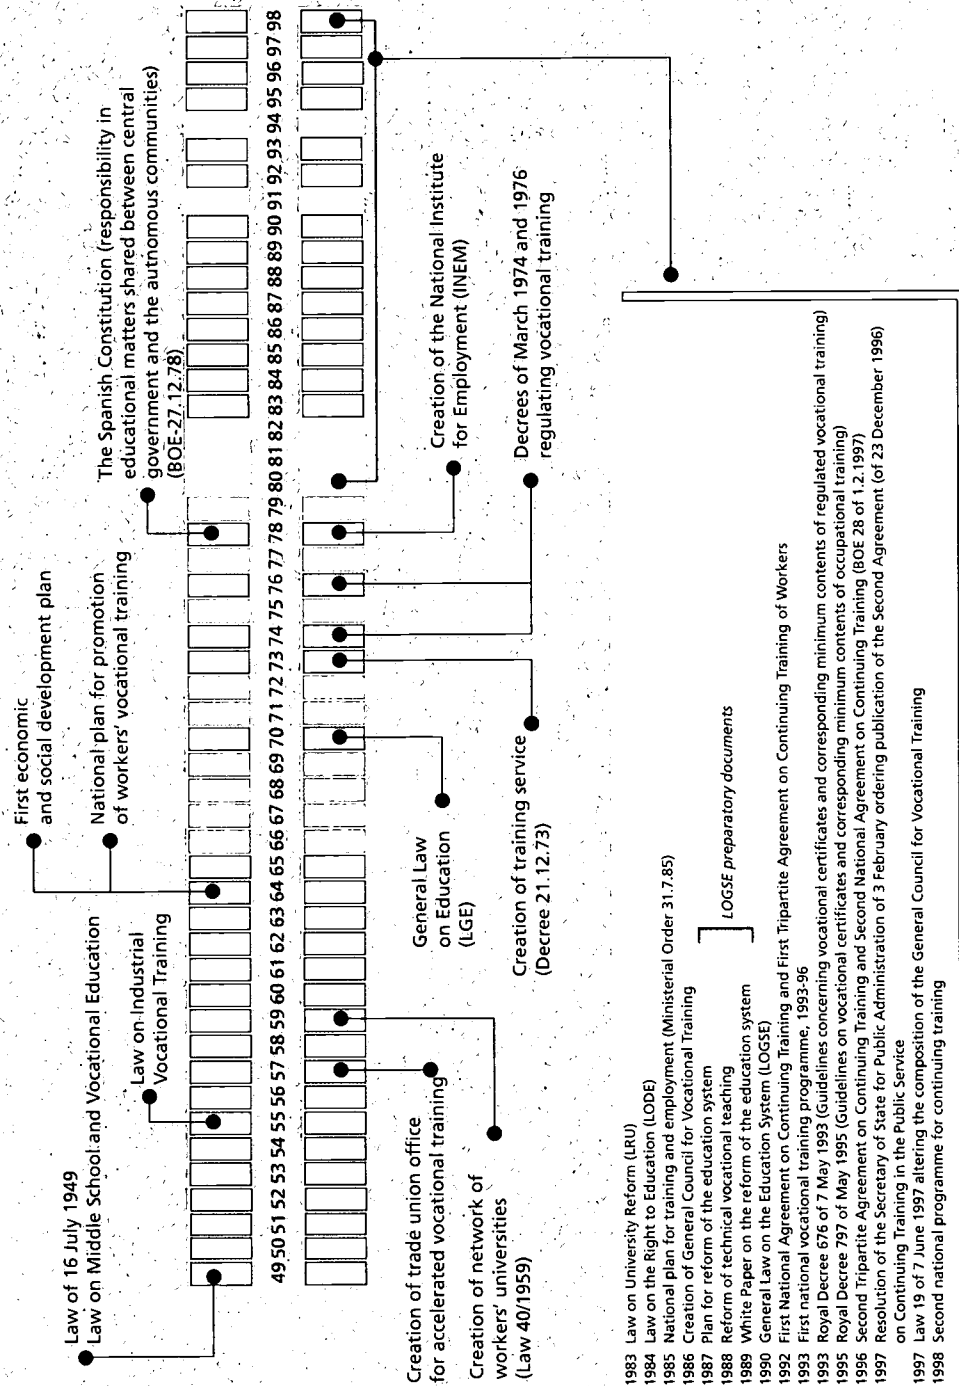 Law of 16 July 1949
Law on Middle School and Vocational Education
Law on Industrial
Vocational Training
First economic
and social development plan
National plan for promotion
of workers' vocational training
The Spanish Constitution (responsibility in
educational matters shared between central
government and the autonomous communities)
(BOE-27.12.78)
49 50 51 52 53 54 55 56 57 58 59 60 61 62 63 64 65 66 67 68 69 70 71 72 73 74 75 76 77 78 79 80 81 82 83 84 85 86 87 88 89 90 91 92 93 94 95 96 97 98
Creation of trade union office
for accelerated vocational training
Creation of network of
workers' universities
(Law 40/1959)
General Law
on Education
(LGE)
Creation of training service
(Decree 21.12.73)
Creation of the National Institute
for Employment (INEM)
Decrees of March 1974 and 1976
regulating vocational training
1983 Law on University Reform (LRU)
1984 Law on the Right to Education (LODE)
1985 National plan for training and employment (Ministerial Order 31.7.85)
1986 Creation of General Council for Vocational Training
1987 Plan for reform of the education system
1988 Reform of technical vocational teaching
LOGSE preparatory documents
1989 White Paper on the reform of the education system
1990 General Law on the Education System (LOGSE)
1992 First National Agreement on Continuing Training and First Tripartite Agreement on Continuing Training of Workers
1993 First national vocational training programme, 1993-96
1993 Royal Decree 676 of 7 May 1993 (Guidelines concerning vocational certificates and corresponding minimum contents of regulated vocational training)
1995 Royal Decree 797 of May 1995 (Guidelines on vocational certificates and corresponding minimum contents of occupational training)
1996 Second Tripartite Agreement on Continuing Training and Second National Agreement on Continuing Training (BOE 28 of 1.2.1997)
1997 Resolution of the Secretary of State for Public Administration of 3 February ordering publication of the Second Agreement (of 23 December 1996)
on Continuing Training in the Public Service
1997 Law 19 of 7 June 1997 altering the composition of the General Council for Vocational Training
1998 Second national programme for continuing training